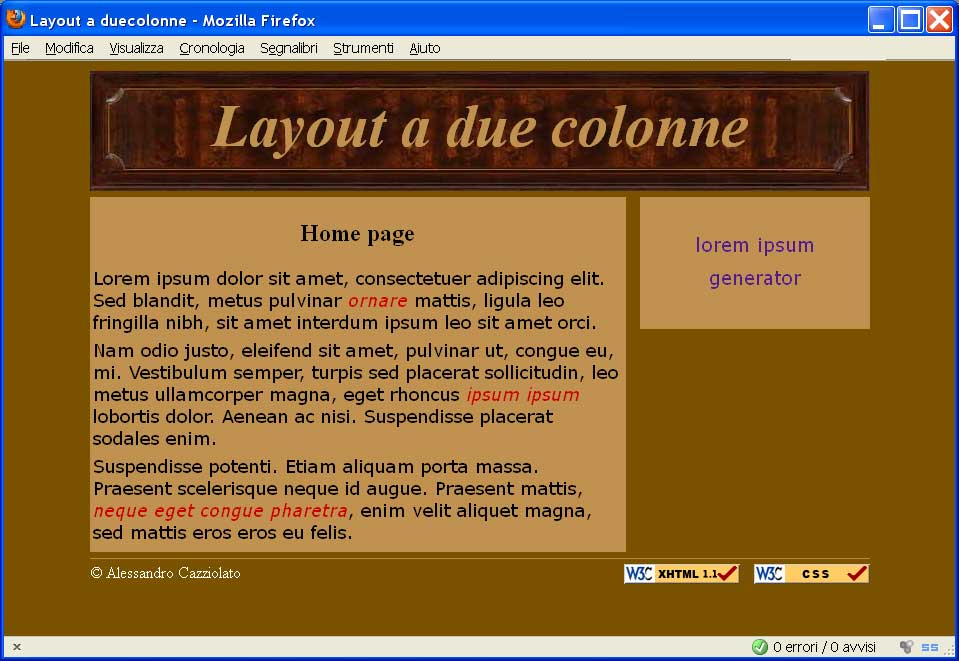 Layout a duecolonne - Mozilla Firefox
File Modifica Visualizza Cronologia Segnalibri Strumenti Aiuto
Layout a due colonne
Home page
Lorem ipsum dolor sit amet, consectetuer adipiscing elit.
Sed blandit, metus pulvinar ornare mattis, ligula leo
fringilla nibh, sit amet interdum ipsum leo sit amet orci.
Nam odio justo, eleifend sit amet, pulvinar ut, congue eu,
mi. Vestibulum semper, turpis sed placerat sollicitudin, leo
metus ullamcorper magna, eget rhoncus ipsum ipsum
lobortis dolor. Aenean ac nisi. Suspendisse placerat
sodales enim.
Suspendisse potenti. Etiam aliquam porta massa.
Praesent scelerisque neque id augue. Praesent mattis,
neque eget congue pharetra, enim velit aliquet magna,
sed mattis eros eros eu felis.
lorem ipsum
generator
© Alessandro Cazziolato
W3C XHTML 1.1
W3C CSS
0 errori / 0 avvisi